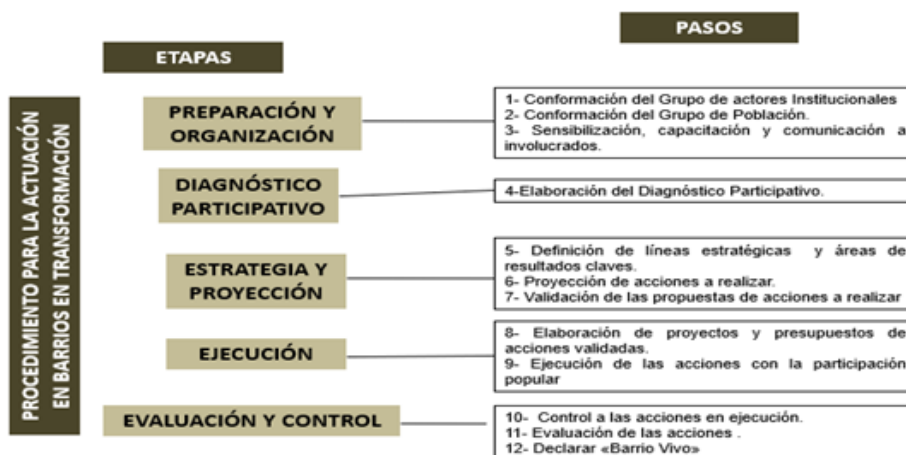 PASOS
ETAPAS
PROCEDIMIENTO PARA LA ACTUACIÓN
EN BARRIOS EN TRANSFORMACIÓN
PREPARACIÓN Y
ORGANIZACIÓN
1- Conformación del Grupo de actores Institucionales
2- Conformación del Grupo de Población.
3- Sensibilización, capacitación y comunicación a
involucrados.
DIAGNÓSTICO
PARTICIPATIVO
4-Elaboración del Diagnóstico Participativo.
ESTRATEGIA Y
PROYECCIÓN
5- Definición de líneas estratégicas y áreas de
resultados claves.
6- Proyección de acciones a realizar.
7- Validación de las propuestas de acciones a realizar
EJECUCIÓN
8- Elaboración de proyectos y presupuestos de
acciones validadas.
9- Ejecución de las acciones con la participación
popular
EVALUACIÓN Y CONTROL
10- Control a las acciones en ejecución.
11- Evaluación de las acciones .
12- Declarar «Barrio Vivo»